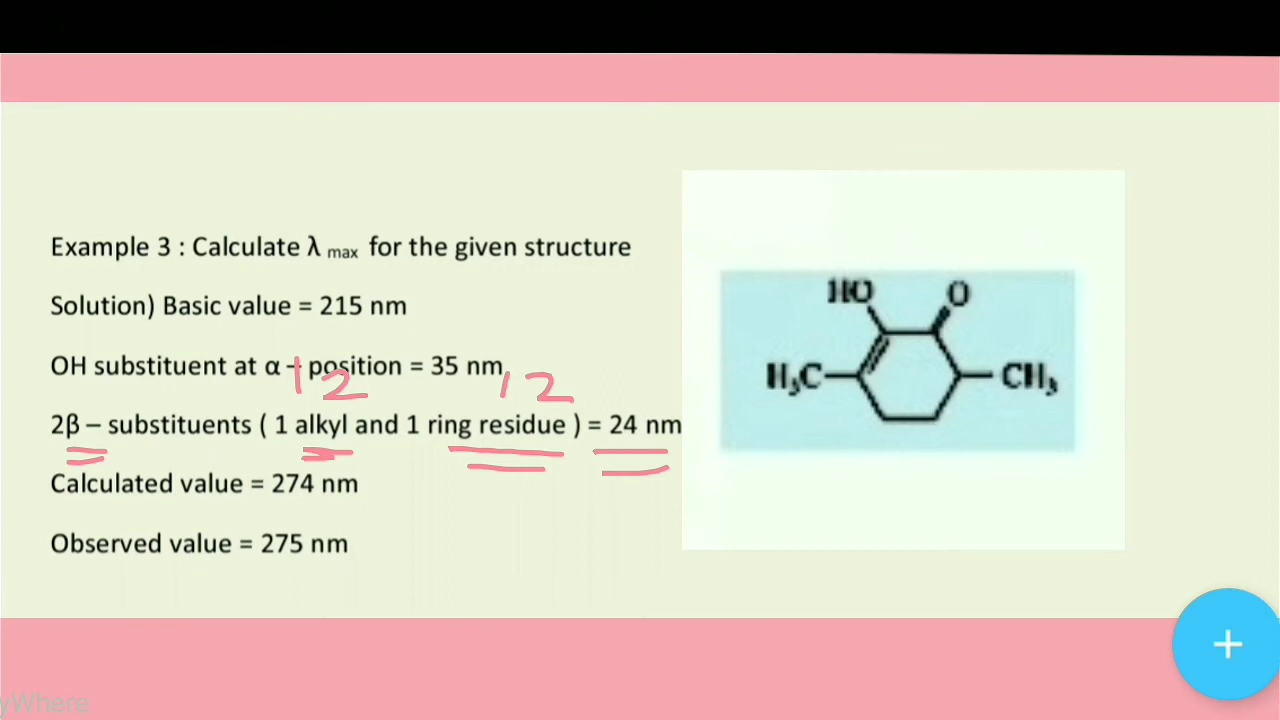 Example 3 : Calculate λ max for the given structure
Solution) Basic value = 215 nm
OH substituent at α – position = 35 nm
12 12
2β – substituents ( 1 alkyl and 1 ring residue ) = 24 nm
Calculated value = 274 nm
Observed value = 275 nm
HO O
H₃C CH₃
+
yWhere